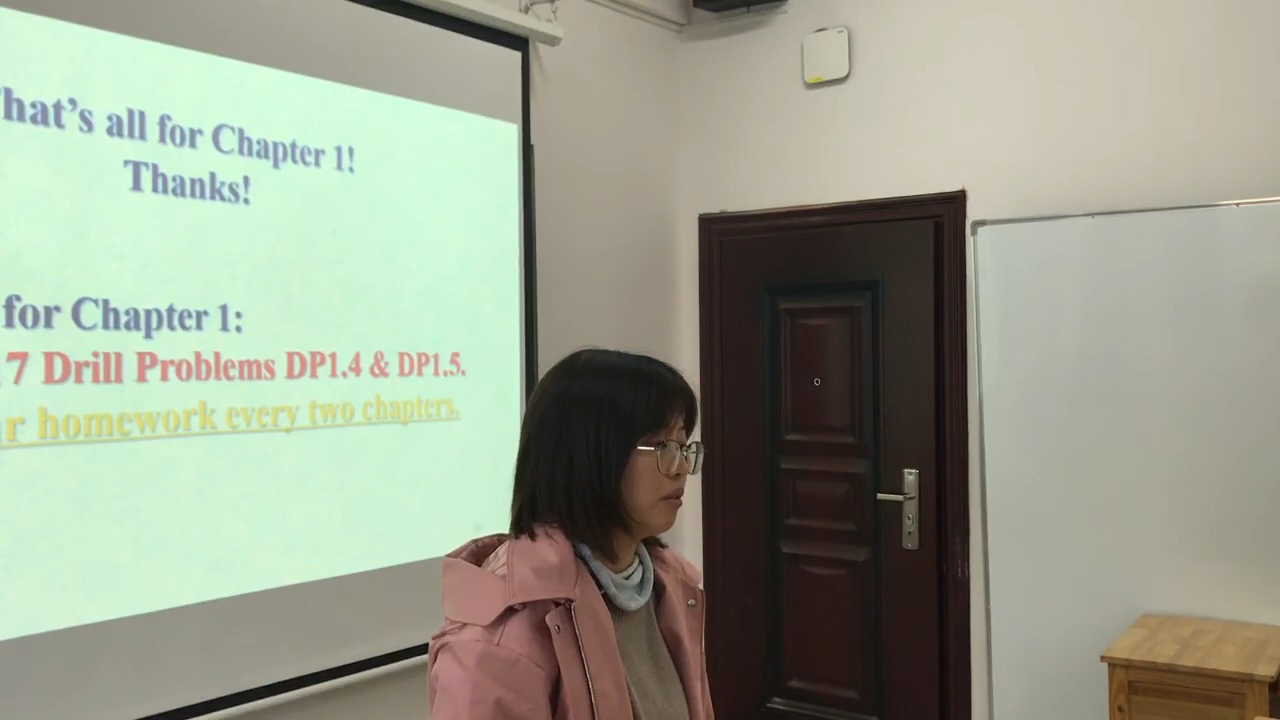 hat's all for Chapter 1!
Thanks!
for Chapter 1:
7 Drill Problems DP1.4 & DP1.5.
r homework every two chapters.